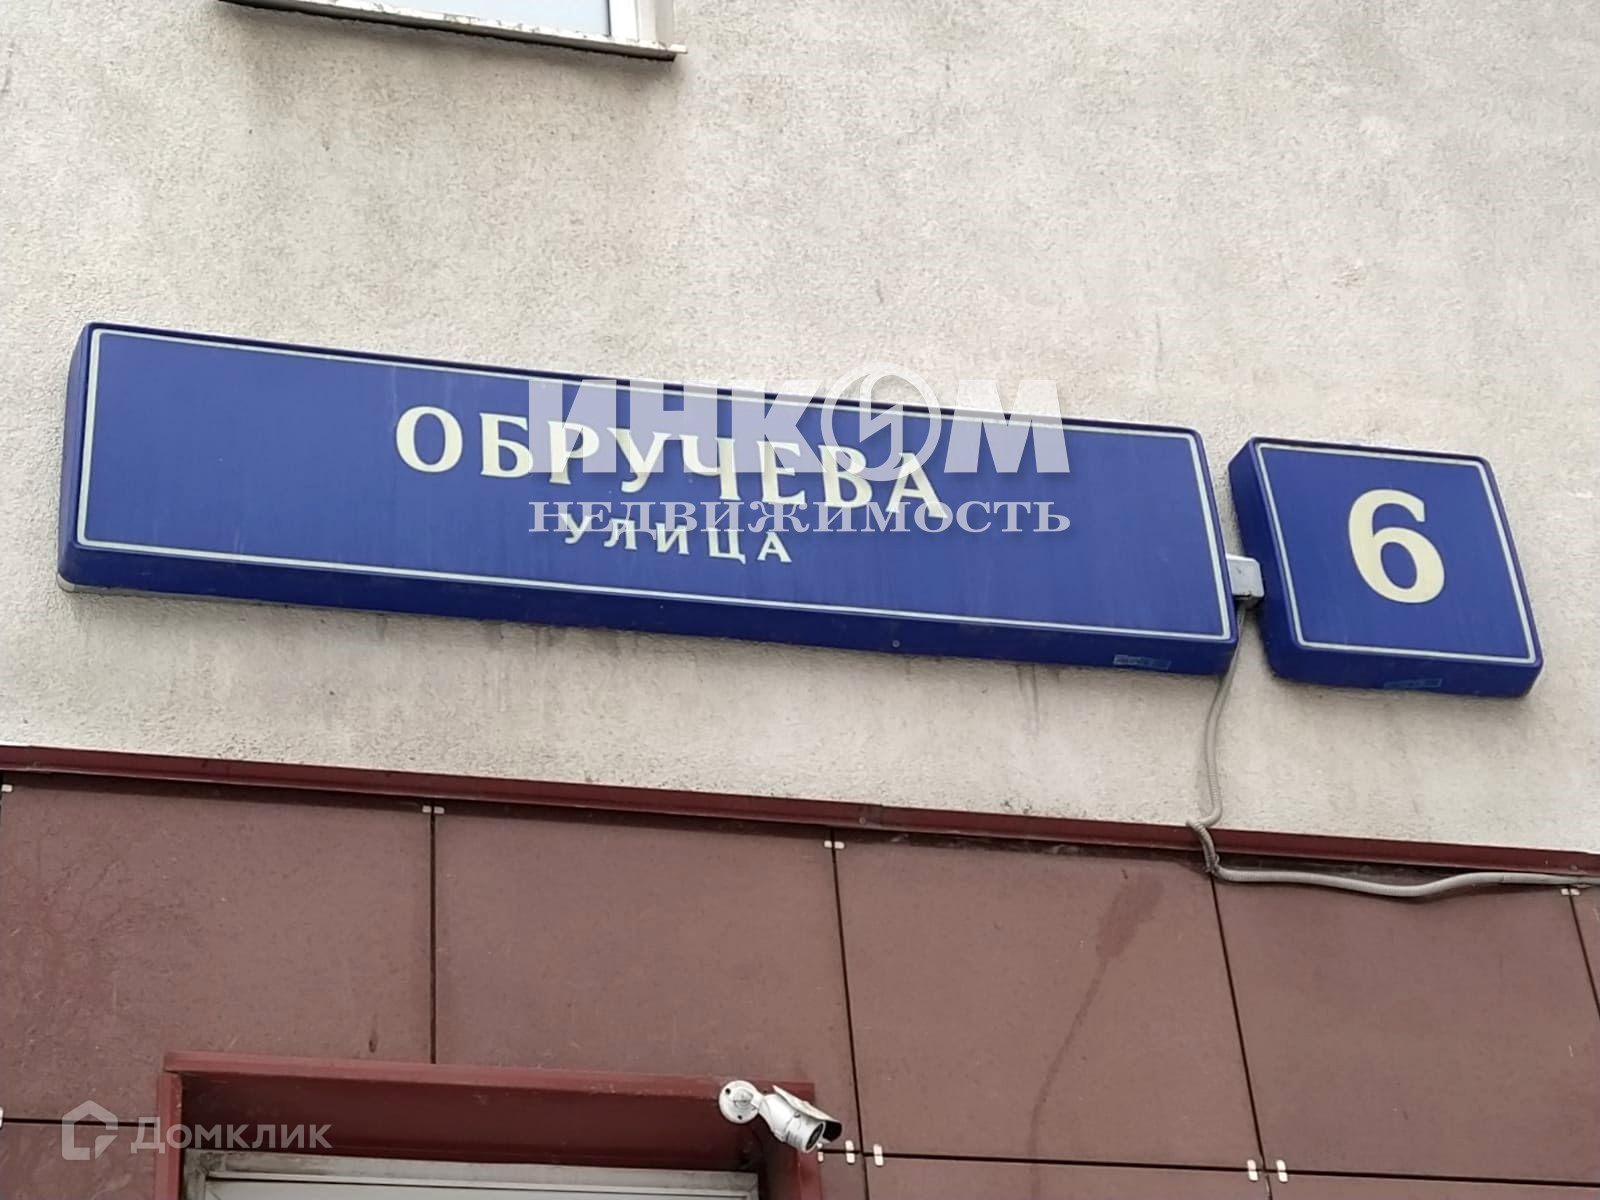 ИНКОМ
ОБРУЧЕВА
НЕДВИЖИМОСТЬ
УЛИЦА
6
Домклик